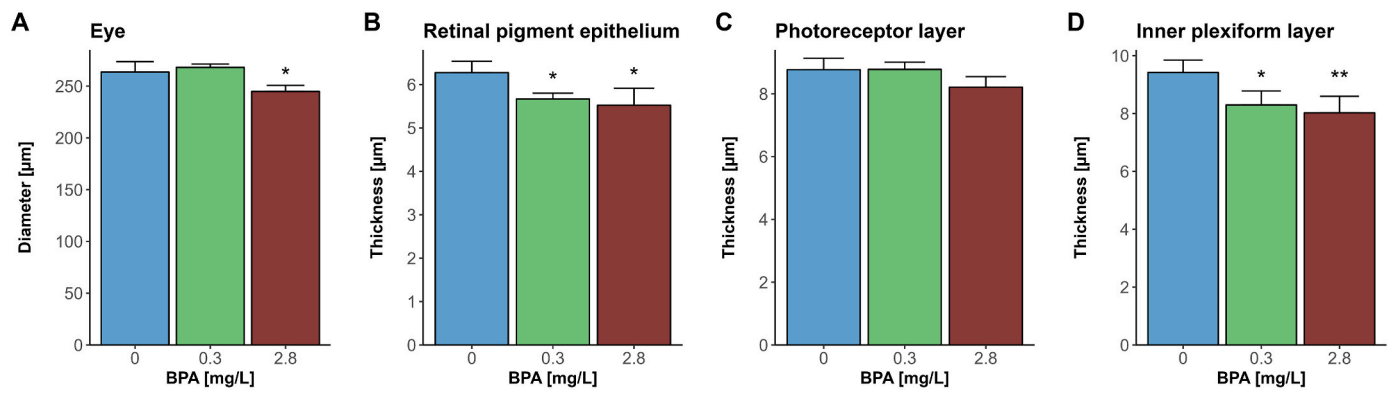 A Eye
Diameter [µm]
250
200
150
100
50
0
*
0 0.3 2.8
BPA [mg/L]
B Retinal pigment epithelium
Thickness [µm]
6
5
4
3
2
1
0
* *
0 0.3 2.8
BPA [mg/L]
C Photoreceptor layer
Thickness [µm]
8
6
4
2
0
0 0.3 2.8
BPA [mg/L]
D Inner plexiform layer
Thickness [µm]
10
8
6
4
2
0
* **
0 0.3 2.8
BPA [mg/L]